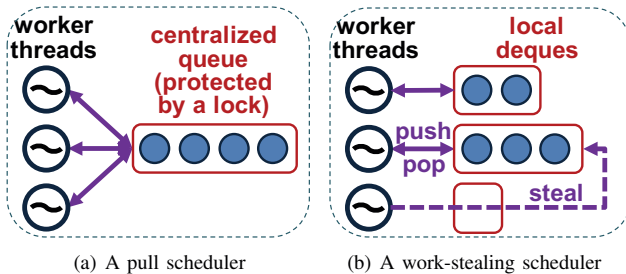 worker
threads
centralized
queue
(protected
by a lock)
(a) A pull scheduler
worker
threads
local
deques
push
pop
steal
(b) A work-stealing scheduler